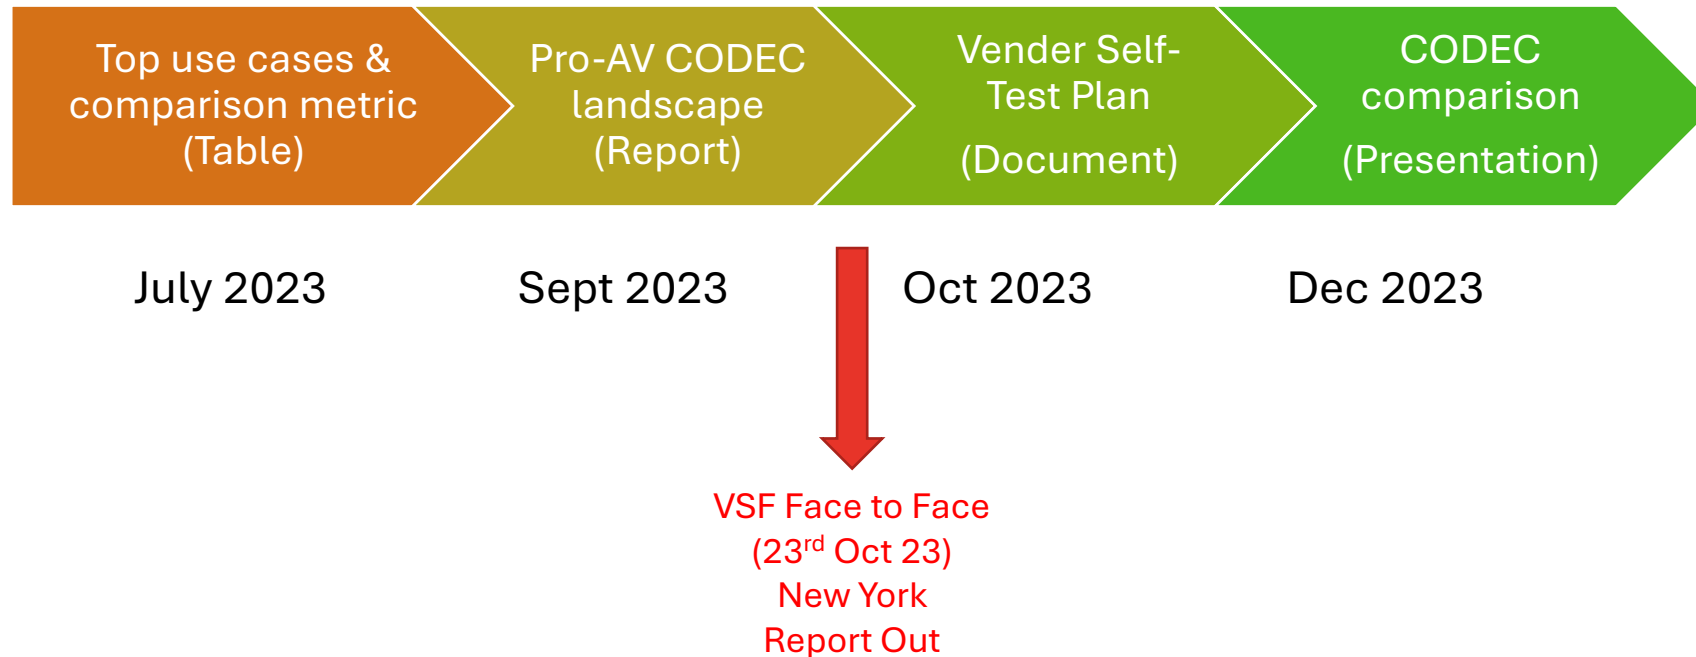 Top use cases &
comparison metric
(Table)
Pro-AV CODEC
landscape
(Report)
Vender Self-
Test Plan
(Document)
CODEC
comparison
(Presentation)
July 2023
Sept 2023
Oct 2023
Dec 2023
VSF Face to Face
(23rd Oct 23)
New York
Report Out